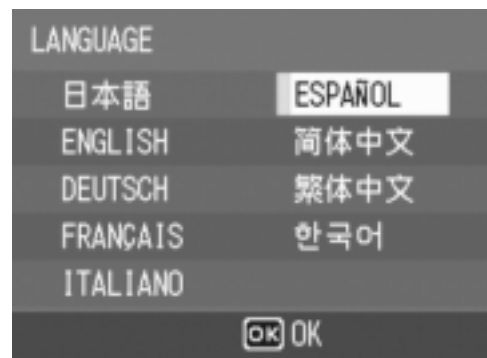 LANGUAGE
日本語 ESPAÑOL
ENGLISH 简体中文
DEUTSCH 繁体中文
FRANÇAIS 한국어
ITALIANO
OK OK